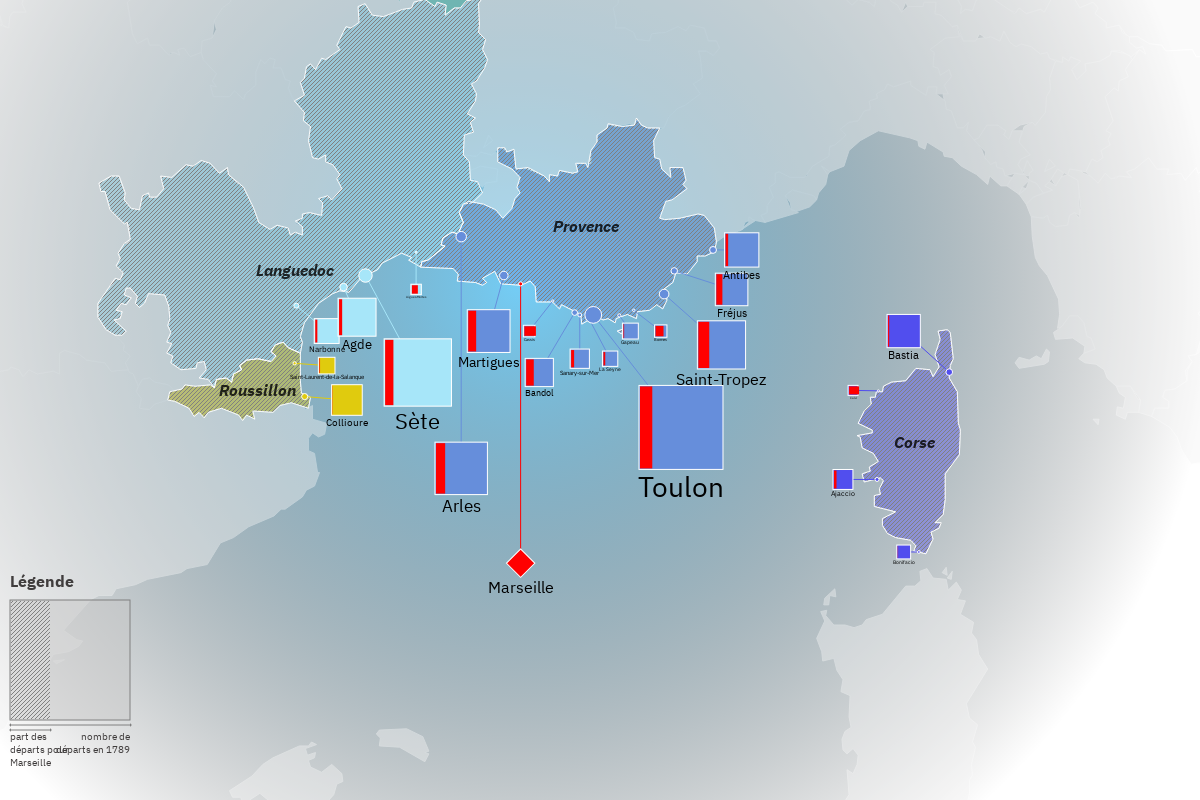 Provence
Languedoc
Antibes
Fréjus
Bastia
Narbonne
Agde
Martigues
Cassis
Gapeau
La Seyne
Sanary-sur-Mer
Saint-Laurent-de-la-Salanque
Saint-Tropez
Roussillon
Bandol
Collioure
Sète
Corse
Toulon
Ajaccio
Arles
Bonifacio
Marseille
Légende
part des
départs pour
Marseille
nombre de
départs en 1789